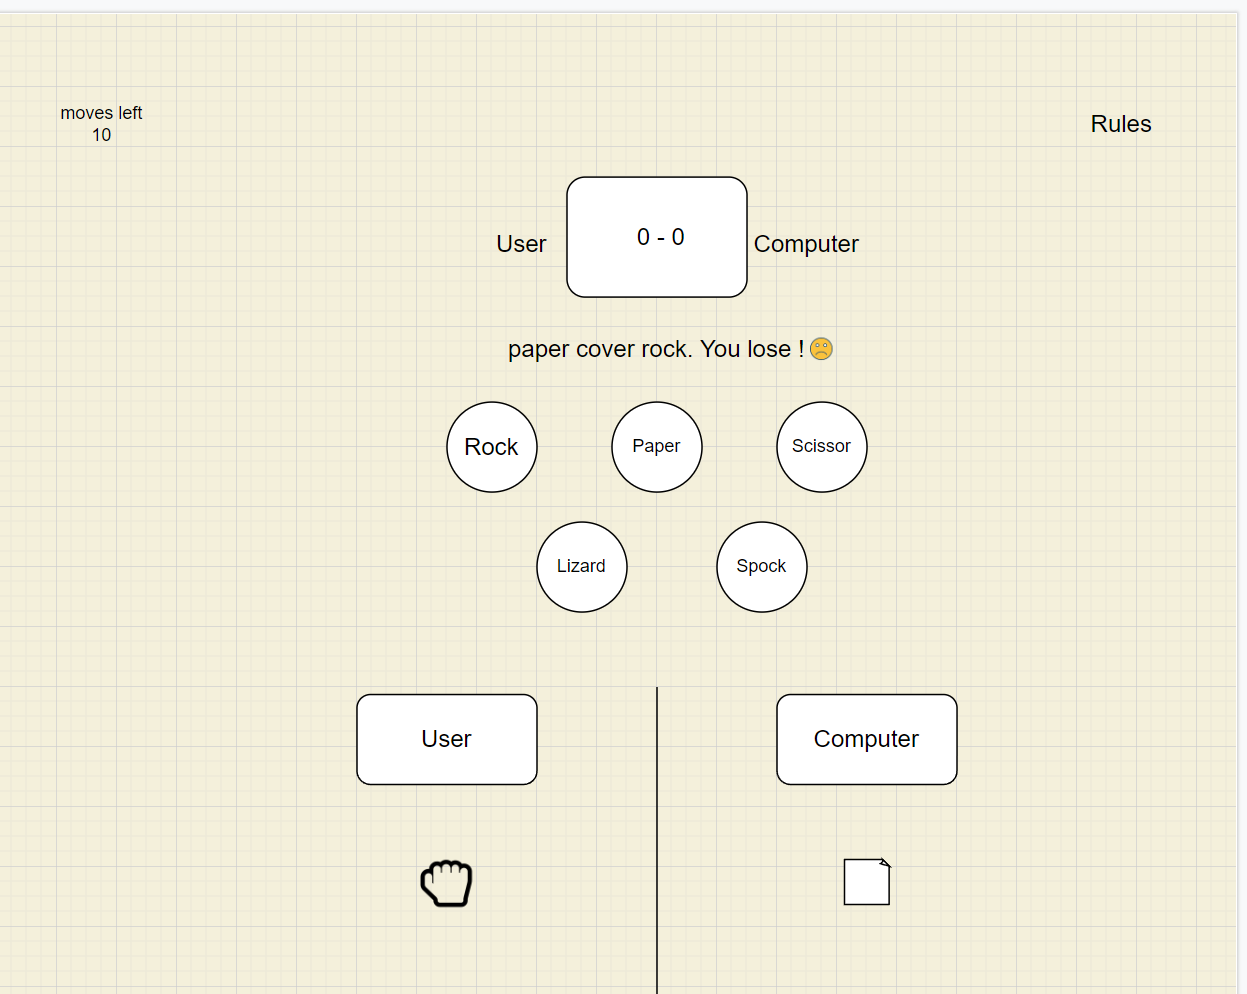 moves left
10
Rules
User
0 - 0
Computer
paper cover rock. You lose !
Rock
Paper
Scissor
Lizard
Spock
User
Computer